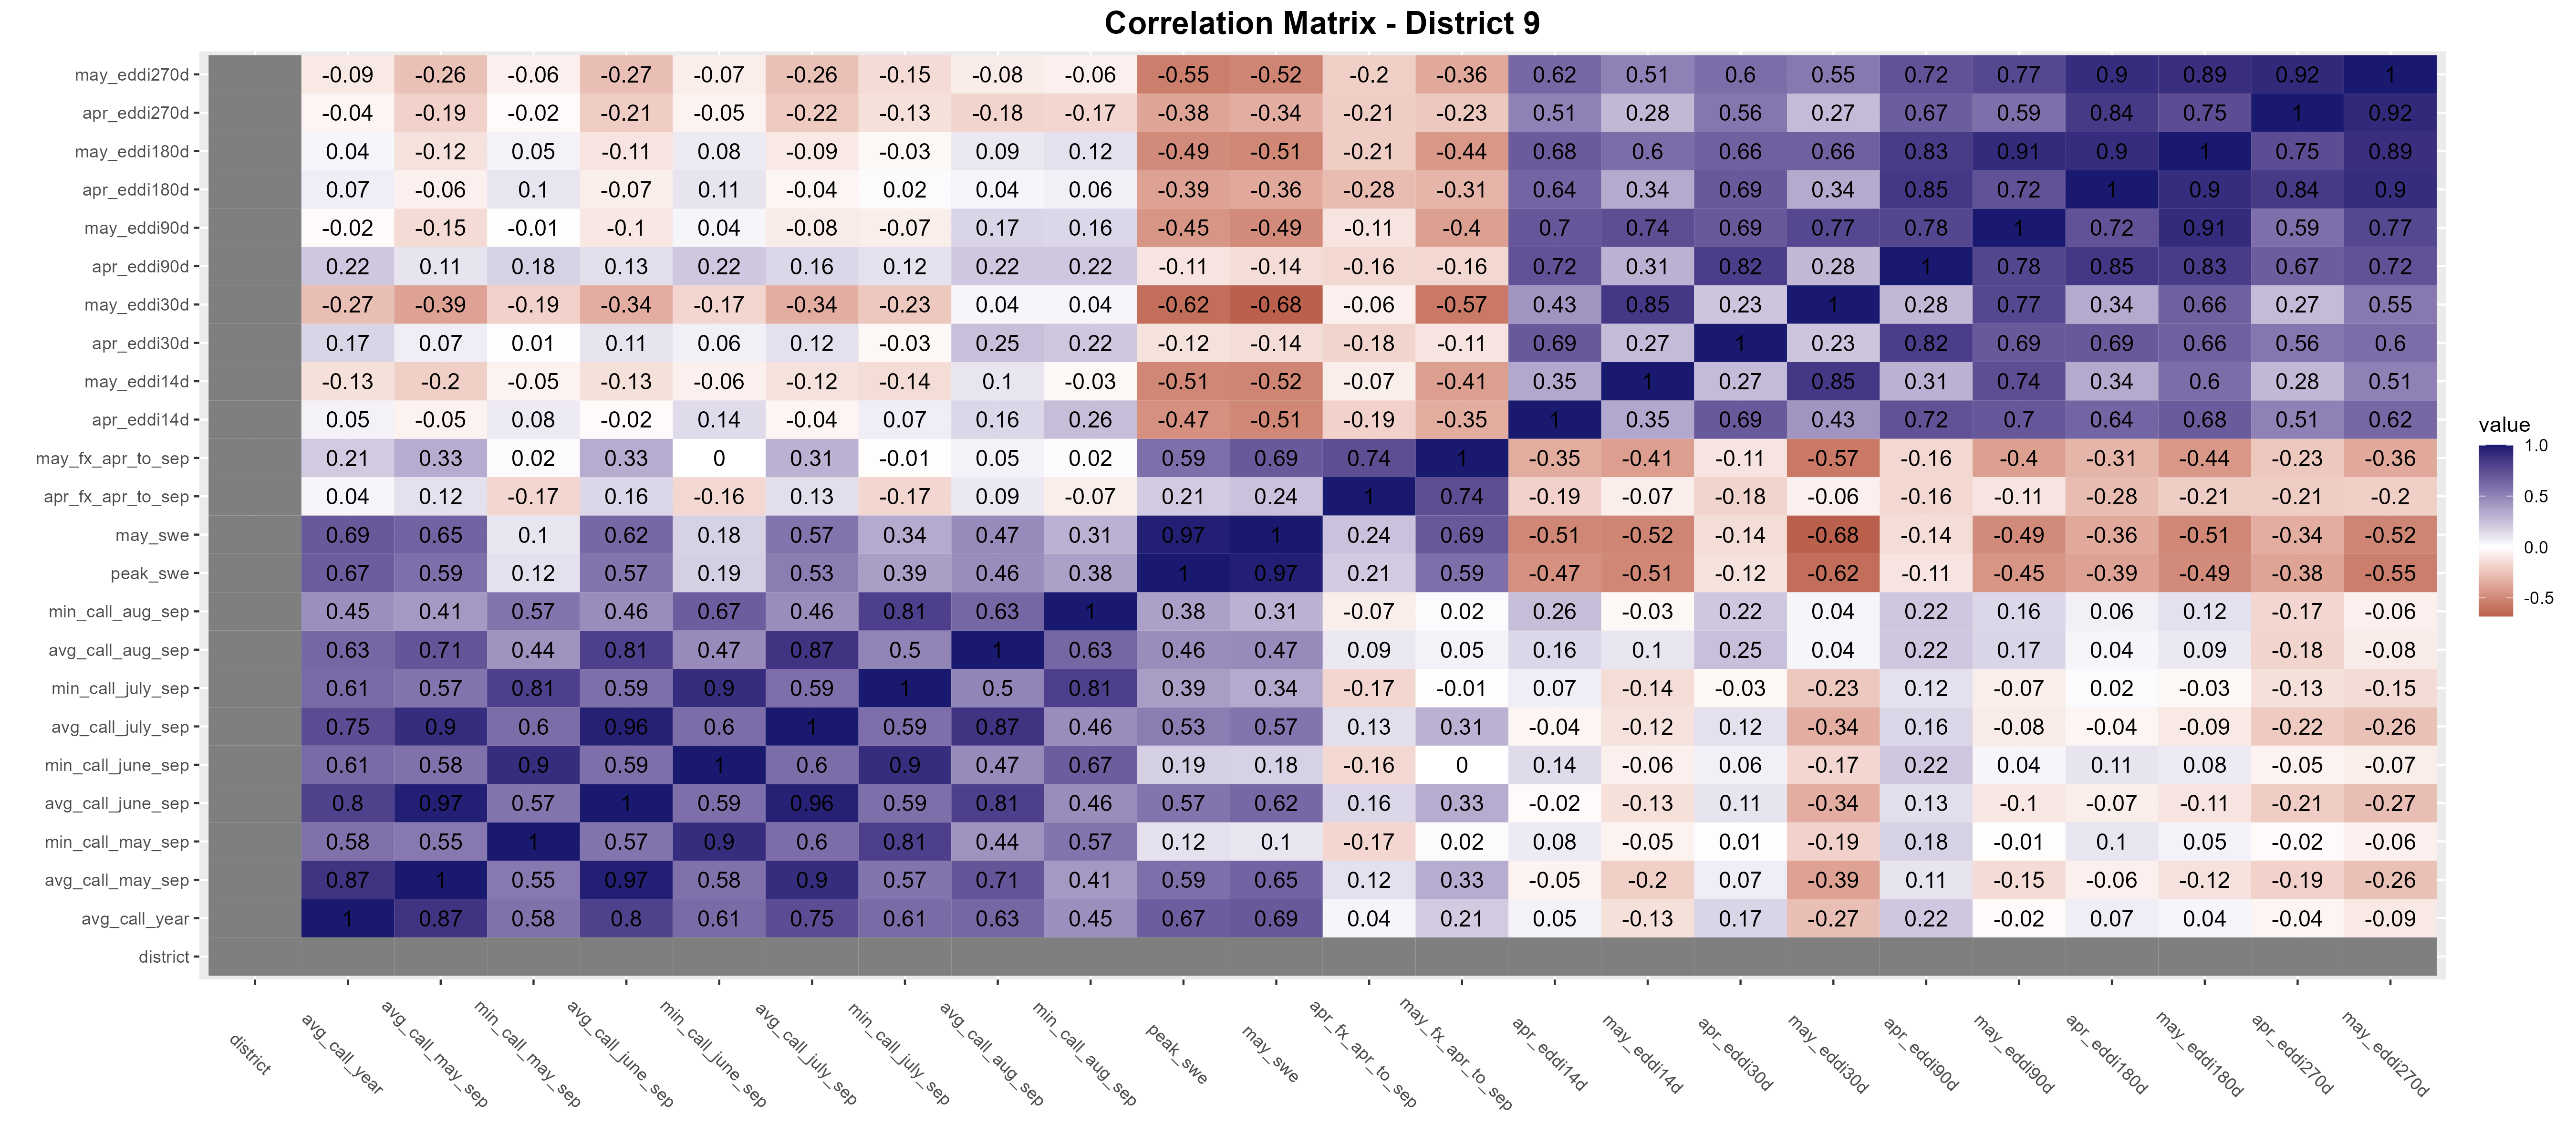 Correlation Matrix - District 9
may_eddi270d -0.09 -0.26 -0.06 -0.27 -0.07 -0.26 -0.15 -0.08 -0.06 -0.55 -0.52 -0.2 -0.36 0.62 0.51 0.6 0.55 0.72 0.77 0.9 0.89 0.92 1
apr_eddi270d -0.04 -0.19 -0.02 -0.21 -0.05 -0.22 -0.13 -0.18 -0.17 -0.38 -0.34 -0.21 -0.23 0.51 0.28 0.56 0.27 0.67 0.59 0.84 0.75 1 0.92
may_eddi180d 0.04 -0.12 0.05 -0.11 0.08 -0.09 -0.03 0.09 0.12 -0.49 -0.51 -0.21 -0.44 0.68 0.6 0.66 0.66 0.83 0.91 0.9 1 0.75 0.89
apr_eddi180d 0.07 -0.06 0.1 -0.07 0.11 -0.04 0.02 0.04 0.06 -0.39 -0.36 -0.28 -0.31 0.64 0.34 0.69 0.34 0.85 0.72 1 0.9 0.84 0.9
may_eddi90d -0.02 -0.15 -0.01 -0.1 0.04 -0.08 -0.07 0.17 0.16 -0.45 -0.49 -0.11 -0.4 0.7 0.74 0.69 0.77 0.78 1 0.72 0.91 0.59 0.77
apr_eddi90d 0.22 0.11 0.18 0.13 0.22 0.16 0.12 0.22 0.22 -0.11 -0.14 -0.16 -0.16 0.72 0.31 0.82 0.28 1 0.78 0.85 0.83 0.67 0.72
may_eddi30d -0.27 -0.39 -0.19 -0.34 -0.17 -0.34 -0.23 0.04 0.04 -0.62 -0.68 -0.06 -0.57 0.43 0.85 0.23 1 0.28 0.77 0.34 0.66 0.27 0.55
apr_eddi30d 0.17 0.07 0.01 0.11 0.06 0.12 -0.03 0.25 0.22 -0.12 -0.14 -0.18 -0.11 0.69 0.27 1 0.23 0.82 0.69 0.69 0.66 0.56 0.6
may_eddi14d -0.13 -0.2 -0.05 -0.13 -0.06 -0.12 -0.14 0.1 -0.03 -0.51 -0.52 -0.07 -0.41 0.35 1 0.27 0.85 0.31 0.74 0.34 0.6 0.28 0.51
apr_eddi14d 0.05 -0.05 0.08 -0.02 0.14 -0.04 0.07 0.16 0.26 -0.47 -0.51 -0.19 -0.35 1 0.35 0.69 0.43 0.72 0.7 0.64 0.68 0.51 0.62
may_fx_apr_to_sep 0.21 0.33 0.02 0.33 0 0.31 -0.01 0.05 0.02 0.59 0.69 0.74 1 -0.35 -0.41 -0.11 -0.57 -0.16 -0.4 -0.31 -0.44 -0.23 -0.36
apr_fx_apr_to_sep 0.04 0.12 -0.17 0.16 -0.16 0.13 -0.17 0.09 -0.07 0.21 0.24 1 0.74 -0.19 -0.07 -0.18 -0.06 -0.16 -0.11 -0.28 -0.21 -0.21 -0.2
may_swe 0.69 0.65 0.1 0.62 0.18 0.57 0.34 0.47 0.31 0.97 1 0.24 0.69 -0.51 -0.52 -0.14 -0.68 -0.14 -0.49 -0.36 -0.51 -0.34 -0.52
peak_swe 0.67 0.59 0.12 0.57 0.19 0.53 0.39 0.46 0.38 1 0.97 0.21 0.59 -0.47 -0.51 -0.12 -0.62 -0.11 -0.45 -0.39 -0.49 -0.38 -0.55
min_call_aug_sep 0.45 0.41 0.57 0.46 0.67 0.46 0.81 0.63 1 0.38 0.31 -0.07 0.02 0.26 -0.03 0.22 0.04 0.22 0.16 0.06 0.12 -0.17 -0.06
avg_call_aug_sep 0.63 0.71 0.44 0.81 0.47 0.87 0.5 1 0.63 0.46 0.47 0.09 0.05 0.16 0.1 0.25 0.04 0.22 0.17 0.04 0.09 -0.18 -0.08
min_call_july_sep 0.61 0.57 0.81 0.59 0.9 0.59 1 0.5 0.81 0.39 0.34 -0.17 -0.01 0.07 -0.14 -0.03 -0.23 0.12 -0.07 0.02 -0.03 -0.13 -0.15
avg_call_july_sep 0.75 0.9 0.6 0.96 0.6 1 0.59 0.87 0.46 0.53 0.57 0.13 0.31 -0.04 -0.12 0.12 -0.34 0.16 -0.08 -0.04 -0.09 -0.22 -0.26
min_call_june_sep 0.61 0.58 0.9 0.59 1 0.6 0.9 0.47 0.67 0.19 0.18 -0.16 0 0.14 -0.06 0.06 -0.17 0.22 0.04 0.11 0.08 -0.05 -0.07
avg_call_june_sep 0.8 0.97 0.57 1 0.59 0.96 0.59 0.81 0.46 0.57 0.62 0.16 0.33 -0.02 -0.13 0.11 -0.34 0.13 -0.1 -0.07 -0.11 -0.21 -0.27
min_call_may_sep 0.58 0.55 1 0.57 0.9 0.6 0.81 0.44 0.57 0.12 0.1 -0.17 0.02 0.08 -0.05 0.01 -0.19 0.18 -0.01 0.1 0.05 -0.02 -0.06
avg_call_may_sep 0.87 1 0.55 0.97 0.58 0.9 0.57 0.71 0.41 0.59 0.65 0.12 0.33 -0.05 -0.2 0.07 -0.39 0.11 -0.15 -0.06 -0.12 -0.19 -0.26
avg_call_year 1 0.87 0.58 0.8 0.61 0.75 0.61 0.63 0.45 0.67 0.69 0.04 0.21 0.05 -0.13 0.17 -0.27 0.22 -0.02 0.07 0.04 -0.04 -0.09
district
district avg_call_year avg_call_may_sep min_call_may_sep avg_call_june_sep min_call_june_sep avg_call_july_sep min_call_july_sep avg_call_aug_sep min_call_aug_sep peak_swe may_swe apr_fx_apr_to_sep may_fx_apr_to_sep apr_eddi14d may_eddi14d apr_eddi30d may_eddi30d apr_eddi90d may_eddi90d apr_eddi180d may_eddi180d apr_eddi270d may_eddi270d
value
1.0
0.5
0.0
-0.5